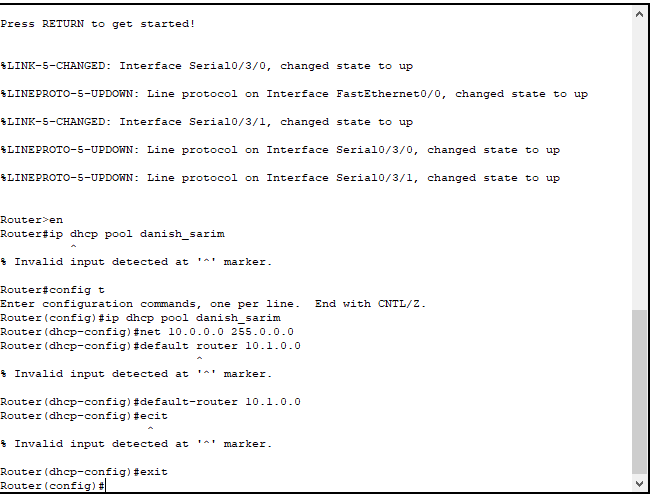 Press RETURN to get started!
%LINK-5-CHANGED: Interface Serial0/3/0, changed state to up
%LINEPROTO-5-UPDOWN: Line protocol on Interface FastEthernet0/0, changed state to up
%LINK-5-CHANGED: Interface Serial0/3/1, changed state to up
%LINEPROTO-5-UPDOWN: Line protocol on Interface Serial0/3/0, changed state to up
%LINEPROTO-5-UPDOWN: Line protocol on Interface Serial0/3/1, changed state to up
Router>en
Router#ip dhcp pool danish_sarim
^
% Invalid input detected at '^' marker.
Router#config t
Enter configuration commands, one per line.  End with CNTL/Z.
Router(config)#ip dhcp pool danish_sarim
Router(dhcp-config)#net 10.0.0.0 255.0.0.0
Router(dhcp-config)#default router 10.1.0.0
^
% Invalid input detected at '^' marker.
Router(dhcp-config)#default-router 10.1.0.0
Router(dhcp-config)#ecit
^
% Invalid input detected at '^' marker.
Router(dhcp-config)#exit
Router(config)#